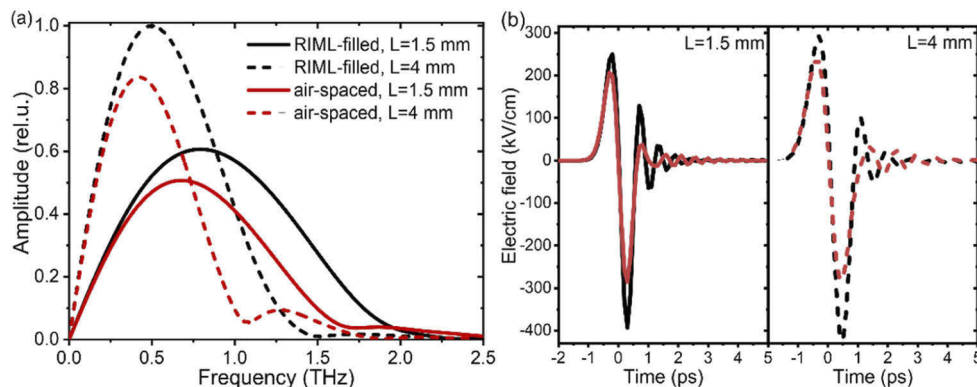 (a)
1.0
0.8
0.6
0.4
0.2
0.0
Amplitude (rel.u.)
RIML-filled, L=1.5 mm
RIML-filled, L=4 mm
air-spaced, L=1.5 mm
air-spaced, L=4 mm
0.0 0.5 1.0 1.5 2.0 2.5
Frequency (THz)
(b)
L=1.5 mm
L=4 mm
300
200
100
0
-100
-200
-300
-400
Electric field (kV/cm)
-2 -1 0 1 2 3 4 5
-2 -1 0 1 2 3 4 5
Time (ps)
Time (ps)